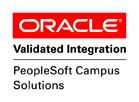 ORACLE
Validated Integration
PeopleSoft Campus
Solutions